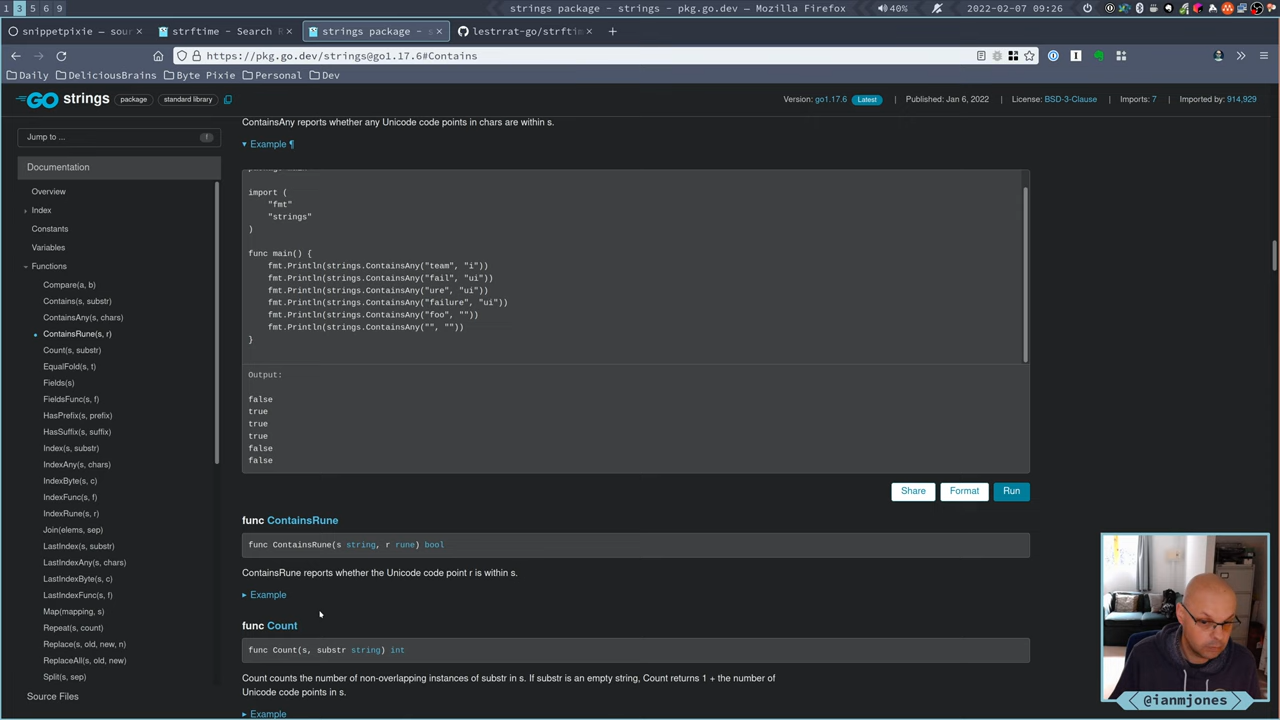 1 3 5 6 9
strings package - strings - pkg.go.dev — Mozilla Firefox
40%
2022-02-07 09:26
snippetpixie — sour
strftime - Search R
strings package - s
lestrrat-go/strftim
https://pkg.go.dev/strings@go1.17.6#Contains
Daily DeliciousBrains Byte Pixie Personal Dev
GO strings package standard library
Version: go1.17.6 Latest Published: Jan 6, 2022 License: BSD-3-Clause Imports: 7 Imported by: 914,929
Jump to ... f
Documentation
Overview
Index
Constants
Variables
Functions
Compare(a, b)
Contains(s, substr)
ContainsAny(s, chars)
ContainsRune(s, r)
Count(s, substr)
EqualFold(s, t)
Fields(s)
FieldsFunc(s, f)
HasPrefix(s, prefix)
HasSuffix(s, suffix)
Index(s, substr)
IndexAny(s, chars)
IndexByte(s, c)
IndexFunc(s, f)
IndexRune(s, r)
Join(elems, sep)
LastIndex(s, substr)
LastIndexAny(s, chars)
LastIndexByte(s, c)
LastIndexFunc(s, f)
Map(mapping, s)
Repeat(s, count)
Replace(s, old, new, n)
ReplaceAll(s, old, new)
Split(s, sep)
Source Files
ContainsAny reports whether any Unicode code points in chars are within s.
▾ Example ¶
import (
"fmt"
"strings"
)
func main() {
fmt.Println(strings.ContainsAny("team", "i"))
fmt.Println(strings.ContainsAny("fail", "ui"))
fmt.Println(strings.ContainsAny("ure", "ui"))
fmt.Println(strings.ContainsAny("failure", "ui"))
fmt.Println(strings.ContainsAny("foo", ""))
fmt.Println(strings.ContainsAny("", ""))
}
Output:
false
true
true
true
false
false
Share Format Run
func ContainsRune
func ContainsRune(s string, r rune) bool
ContainsRune reports whether the Unicode code point r is within s.
▸ Example
func Count
func Count(s, substr string) int
Count counts the number of non-overlapping instances of substr in s. If substr is an empty string, Count returns 1 + the number of
Unicode code points in s.
▸ Example
@ianmjones